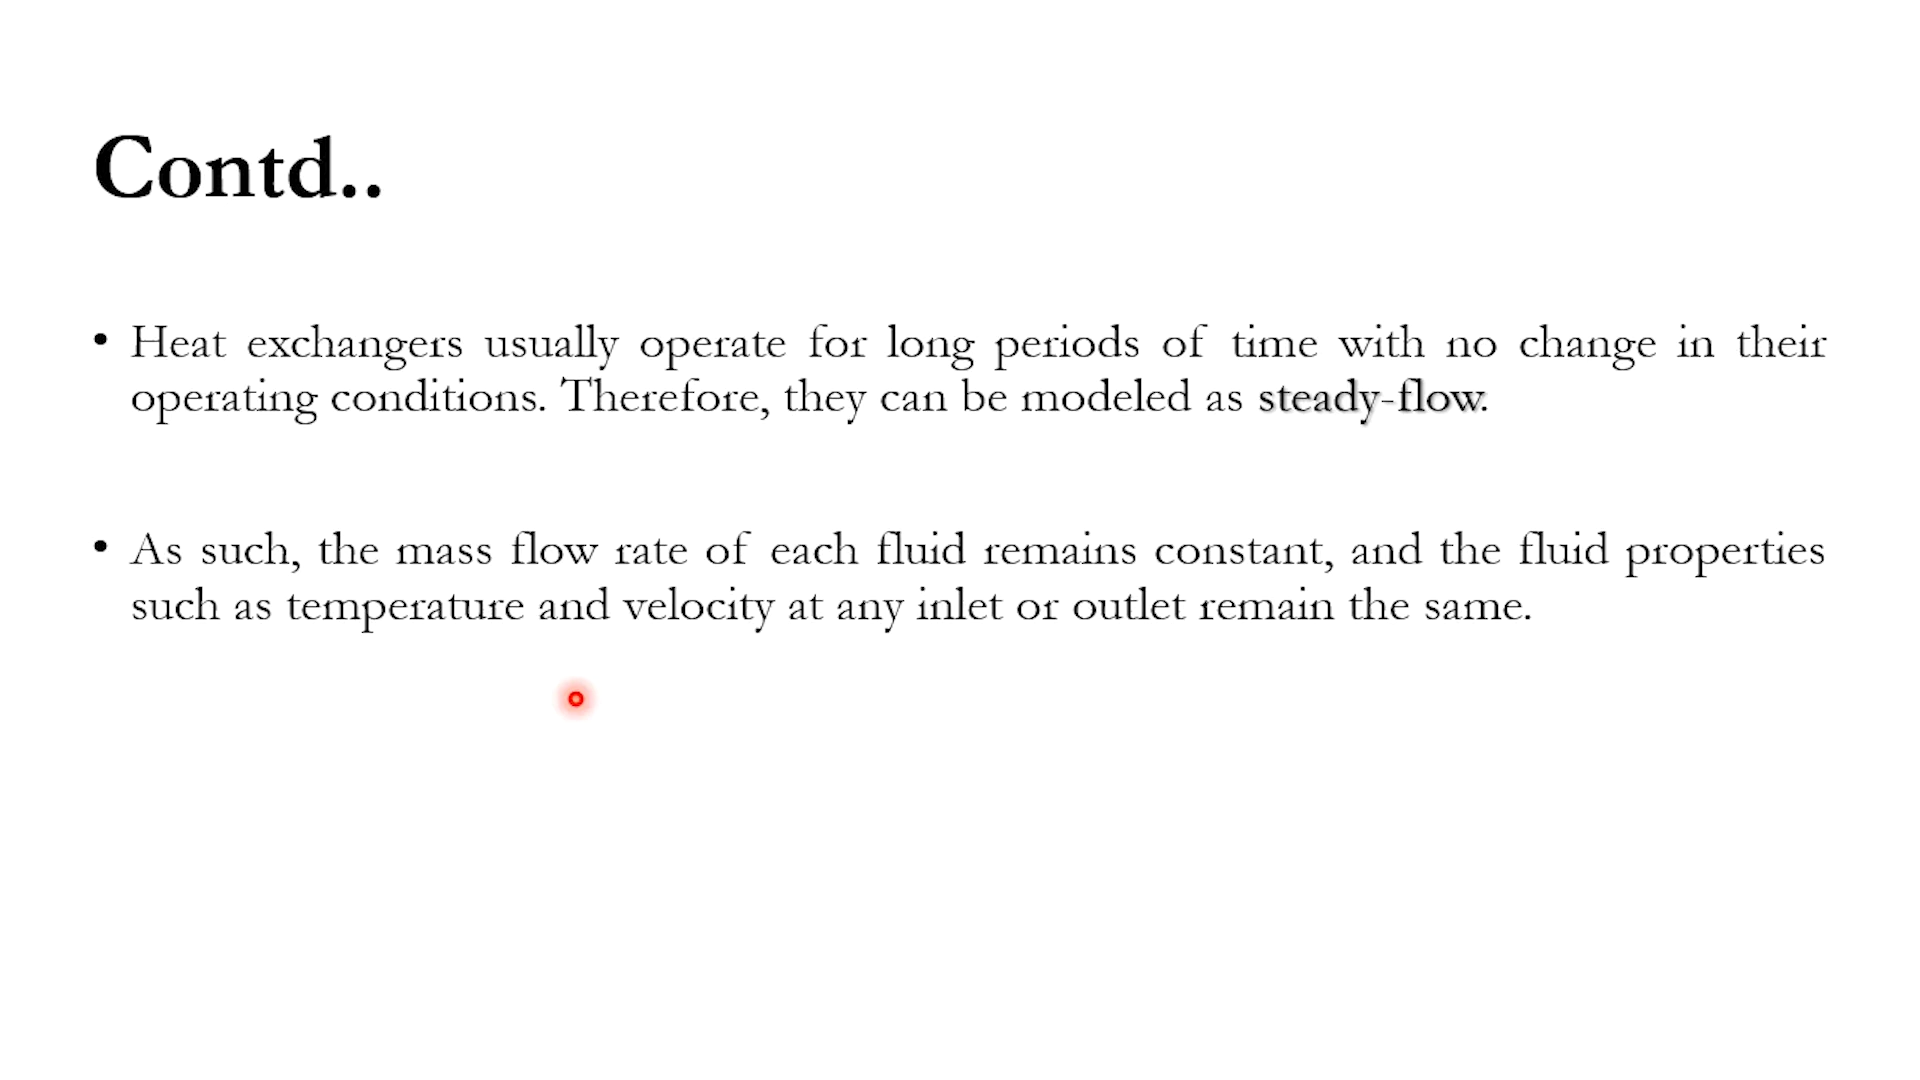 Contd..
• Heat exchangers usually operate for long periods of time with no change in their
operating conditions. Therefore, they can be modeled as steady-flow.
• As such, the mass flow rate of each fluid remains constant, and the fluid properties
such as temperature and velocity at any inlet or outlet remain the same.